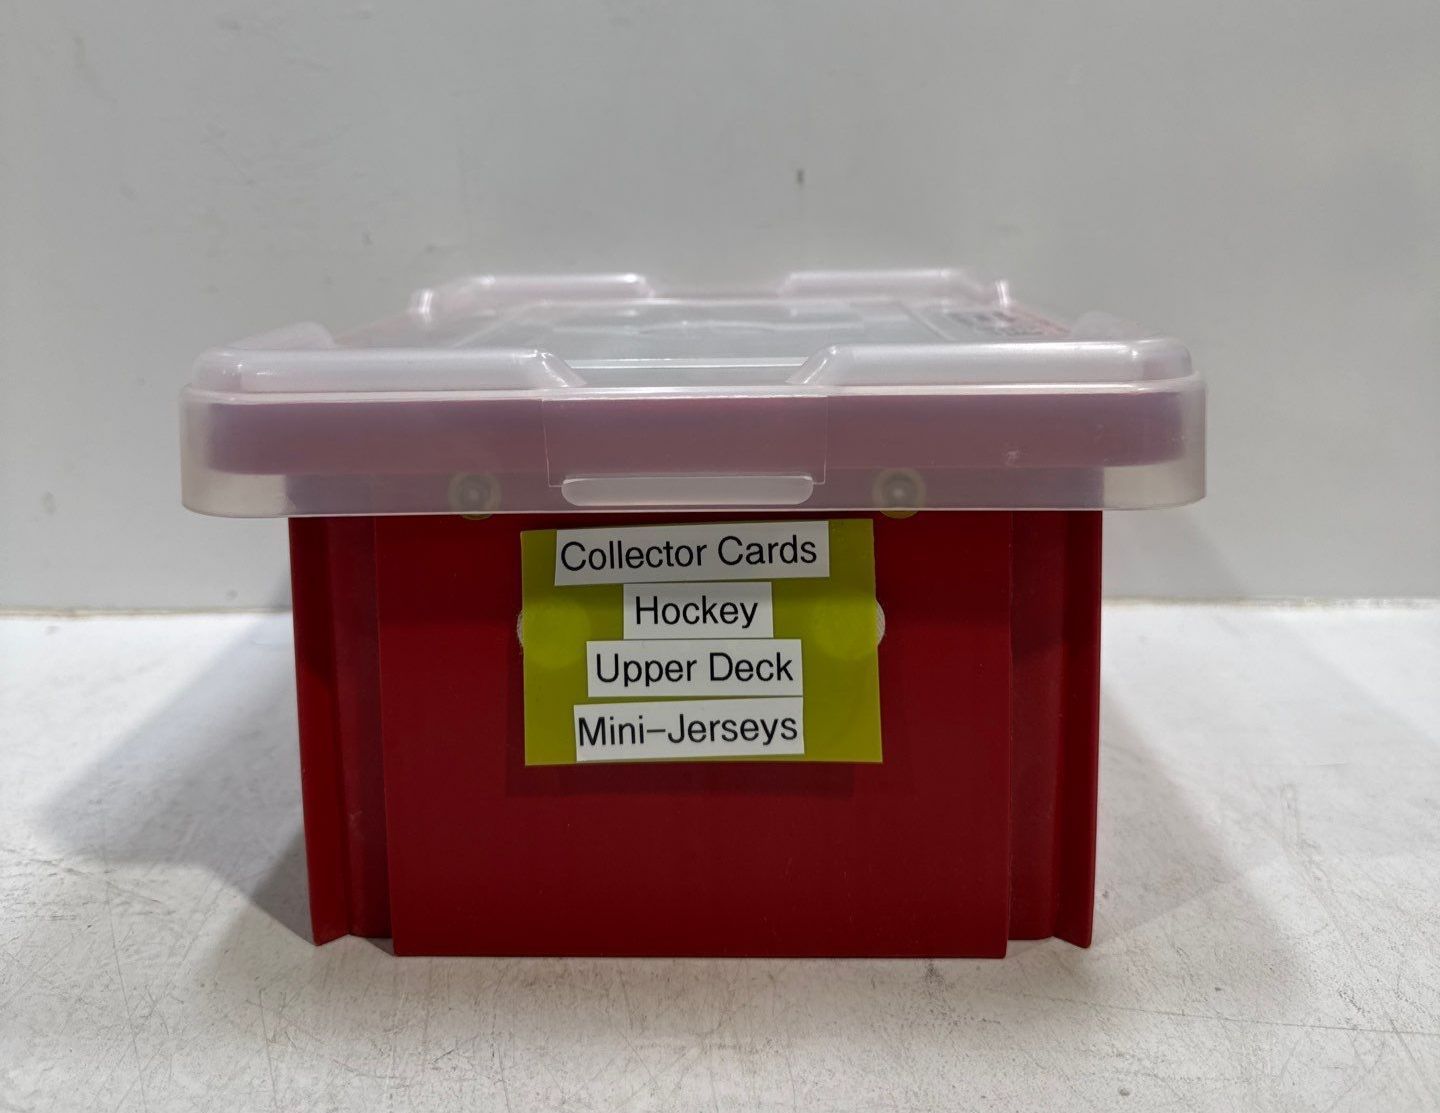 Collector Cards
Hockey
Upper Deck
Mini-Jerseys